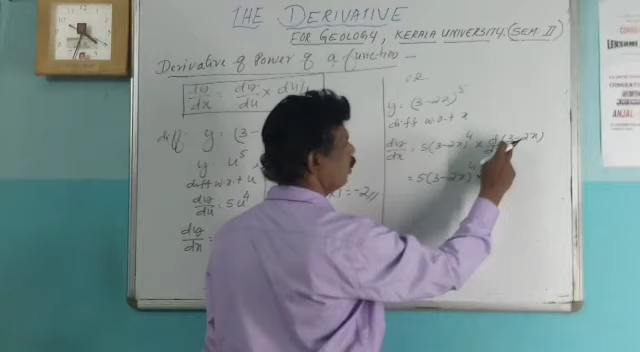 THE DERIVATIVE
FOR GEOLOGY, KERALA UNIVERSITY. (SEM II)
Derivative of Power of a function -
dy/dx = dy/du × du/
diff y = (3-
y = u^5
diff w.r.t u
dy/du = 5u^4
dy/dx =
x1 = -2 //
OR
y = (3-2x)^5
diff w.r.t x
dy/dx = 5(3-2x)^4 × d/dx (3-2x)
= 5(3-2x)^4
ANJAL